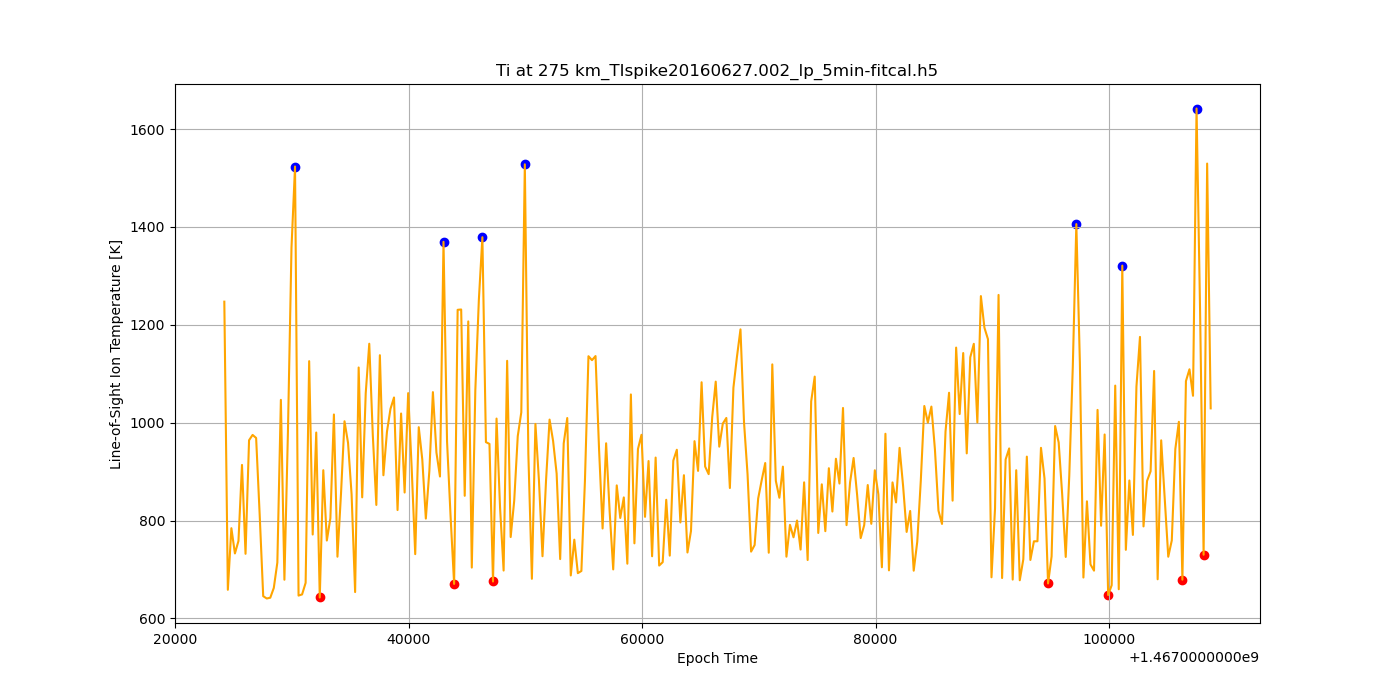 Ti at 275 km_TIspike20160627.002_lp_5min-fitcal.h5
Line-of-Sight Ion Temperature [K]
1600
1400
1200
1000
800
600
20000
40000
60000
80000
100000
Epoch Time
+1.4670000000e9